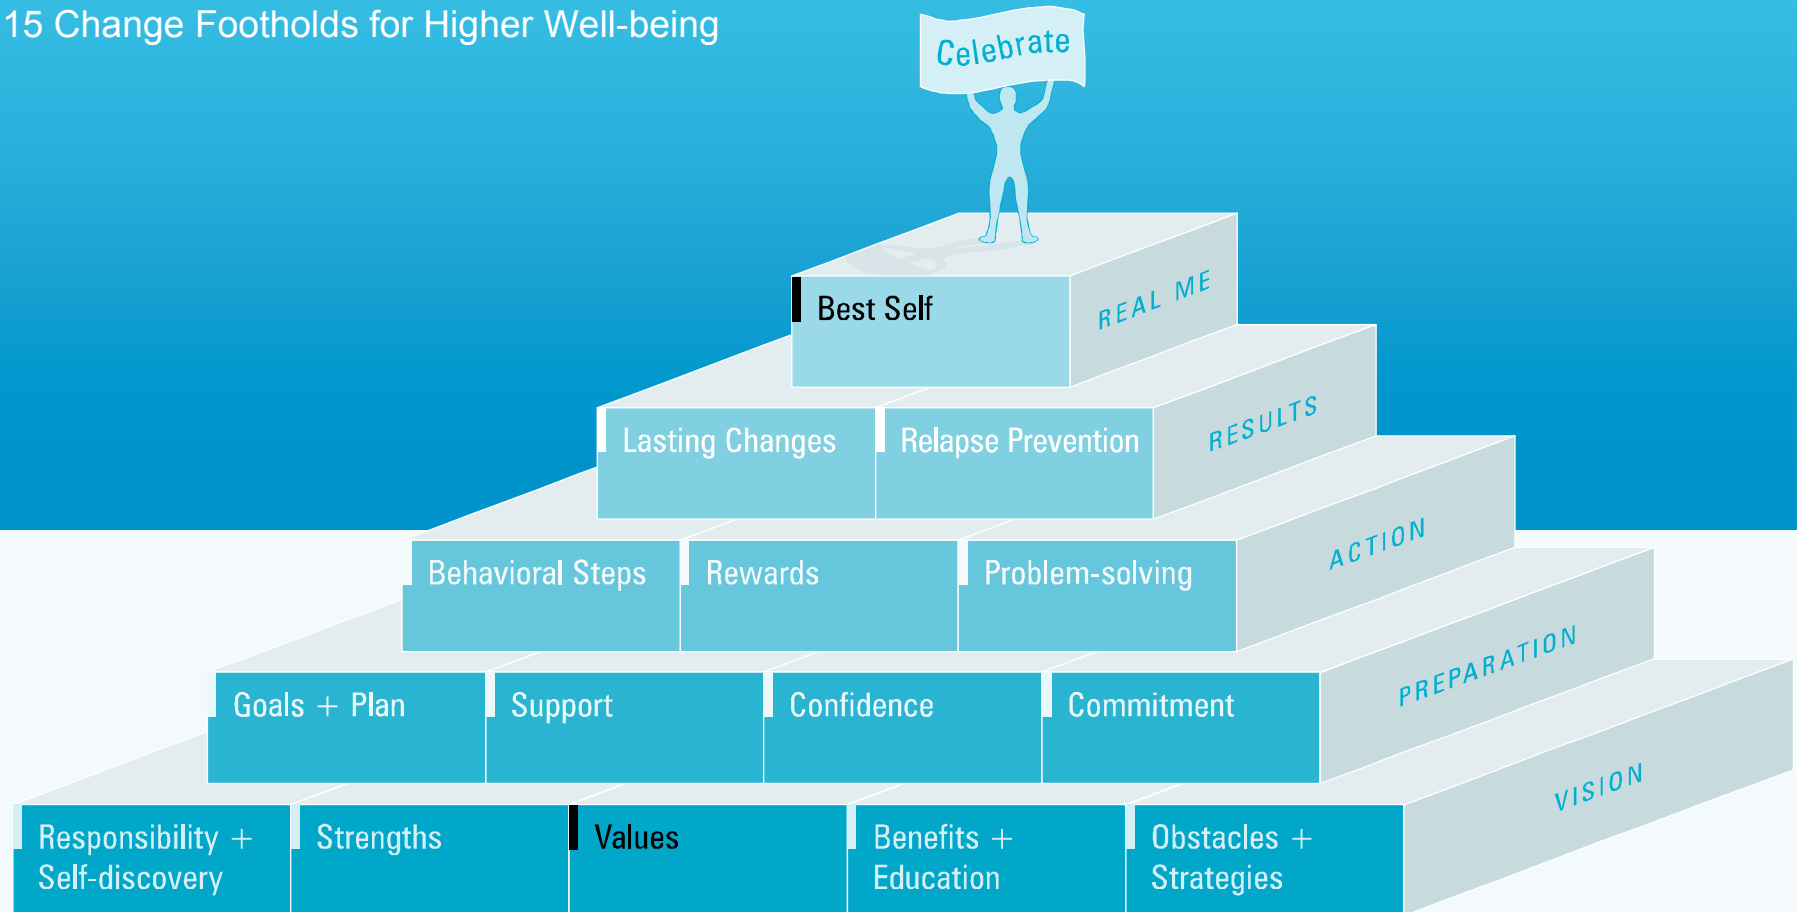 15 Change Footholds for Higher Well-being
Celebrate
Best Self
REAL ME
Lasting Changes
Relapse Prevention
RESULTS
Behavioral Steps
Rewards
Problem-solving
ACTION
Goals + Plan
Support
Confidence
Commitment
PREPARATION
Responsibility +
Self-discovery
Strengths
Values
Benefits +
Education
Obstacles +
Strategies
VISION